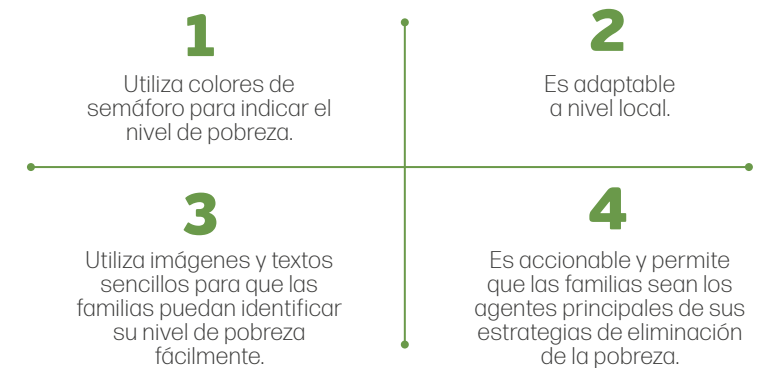 1
Utiliza colores de
semáforo para indicar el
nivel de pobreza.
2
Es adaptable
a nivel local.
3
Utiliza imágenes y textos
sencillos para que las
familias puedan identificar
su nivel de pobreza
fácilmente.
4
Es accionable y permite
que las familias sean los
agentes principales de sus
estrategias de eliminación
de la pobreza.